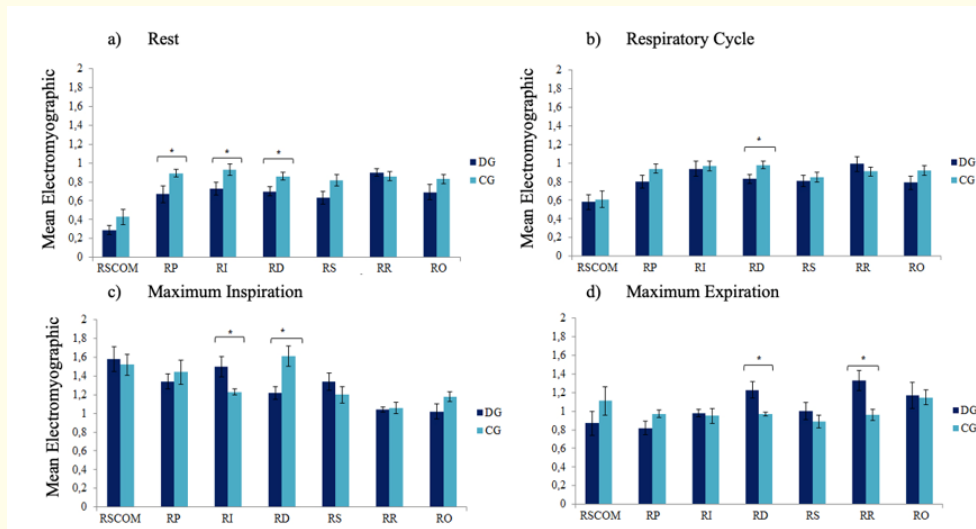 a) Rest
Mean Electromyographic
2
1,8
1,6
1,4
1,2
1
0,8
0,6
0,4
0,2
0
* * *
RSCOM RP RI RD RS RR RO
DG
CG
b) Respiratory Cycle
Mean Electromyographic
2
1,8
1,6
1,4
1,2
1
0,8
0,6
0,4
0,2
0
*
RSCOM RP RI RD RS RR RO
DG
CG
c) Maximum Inspiration
Mean Electromyographic
2
1,8
1,6
1,4
1,2
1
0,8
0,6
0,4
0,2
0
* *
RSCOM RP RI RD RS RR RO
DG
CG
d) Maximum Expiration
Mean Electromyographic
2
1,8
1,6
1,4
1,2
1
0,8
0,6
0,4
0,2
0
* *
RSCOM RP RI RD RS RR RO
DG
CG